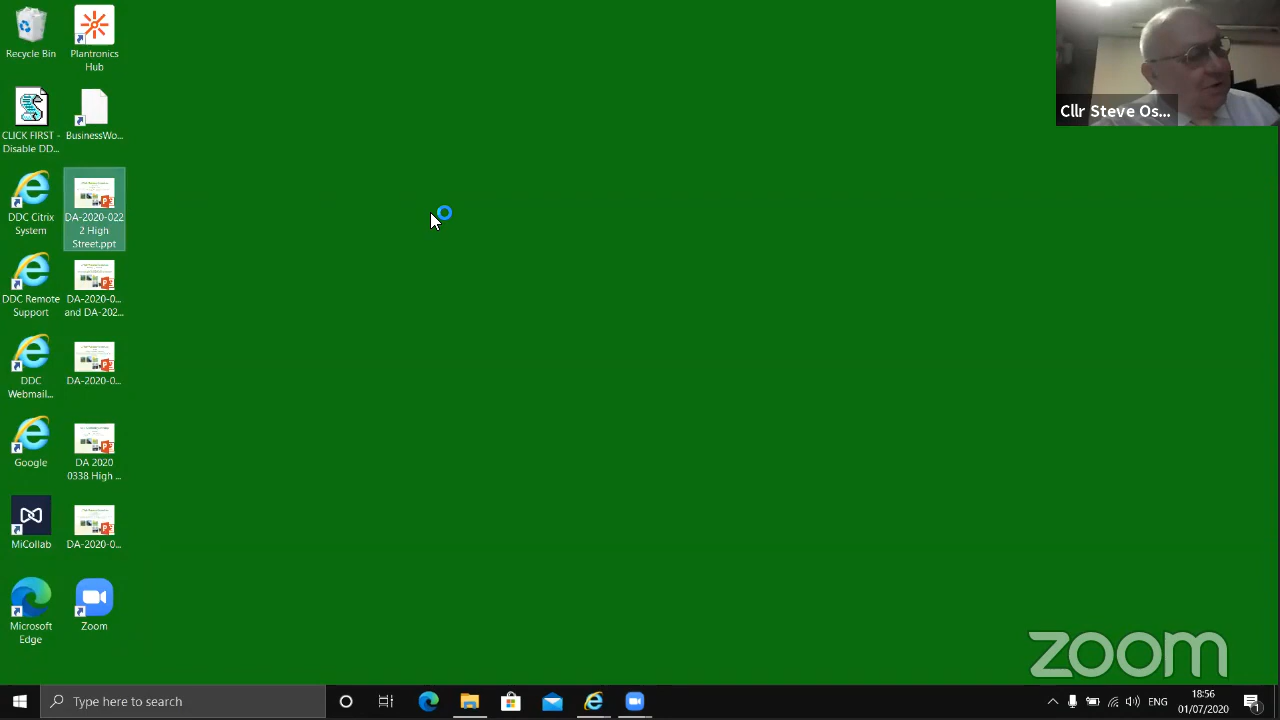 Recycle Bin
Plantronics
Hub
CLICK FIRST -
Disable DD...
BusinessWo...
DDC Citrix
System
DA-2020-022
2 High
Street.ppt
DDC Remote
Support
DA-2020-0...
and DA-202...
DDC
Webmail...
DA-2020-0...
Google
DA 2020
0338 High ...
MiCollab
DA-2020-0...
Microsoft
Edge
Zoom
Cllr Steve Os...
zoom
Type here to search
ENG
18:56
01/07/2020
1